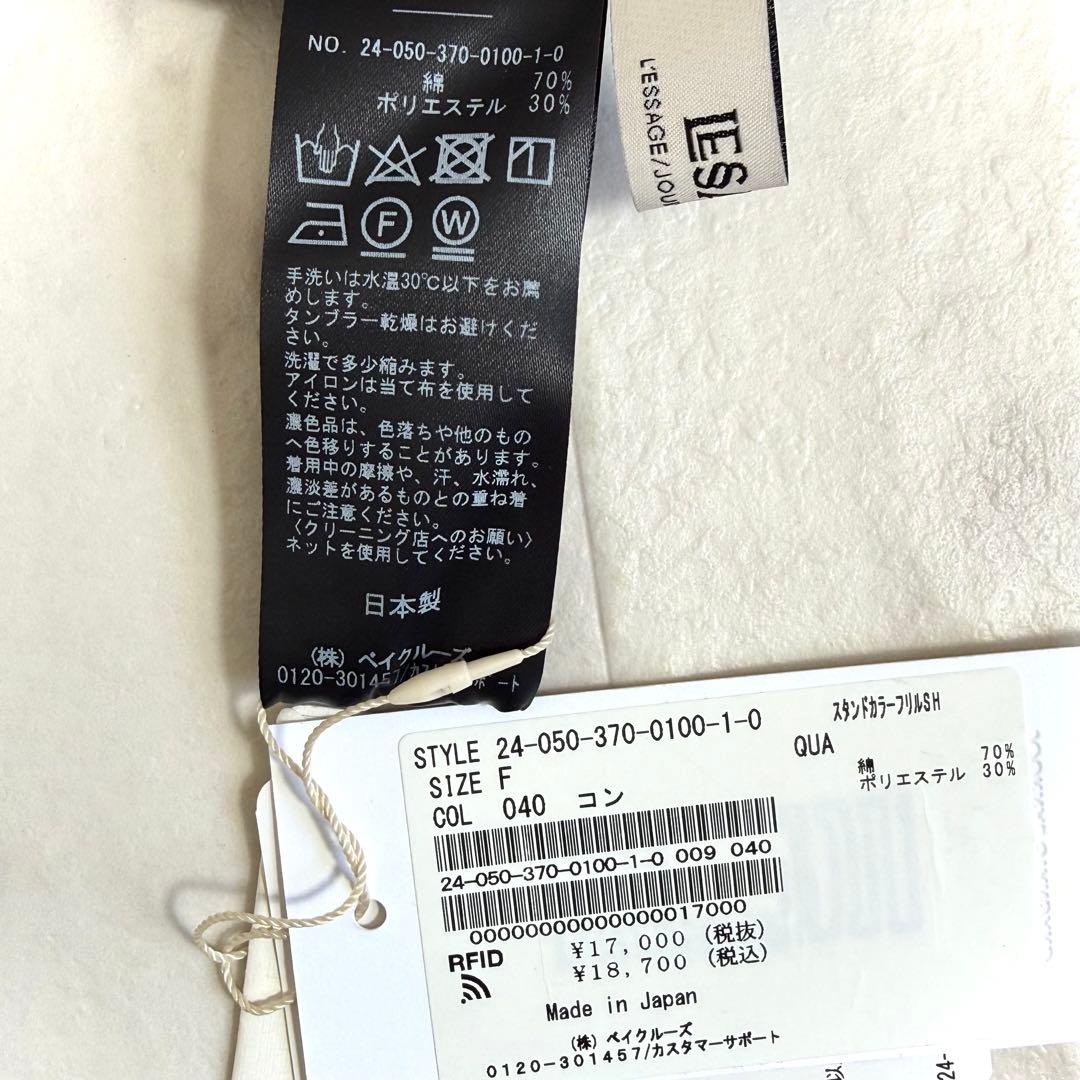 NO. 24-050-370-0100-1-0
綿 70%
ポリエステル 30%
F
W
手洗いは水温30℃以下をお薦
めします。
タンブラー乾燥はお避けくだ
さい。
洗濯で多少縮みます。
アイロンは当て布を使用して
ください。
濃色品は、色落ちや他のもの
へ色移りすることがあります。
着用中の摩擦や、汗、水濡れ、
濃淡差があるものとの重ね着
にご注意ください。
〈クリーニング店へのお願い〉
ネットを使用してください。
日本製
(株) ベイクルーズ
0120-301457/カスタマーサポート
L'ESSAGE/JOU
LESA
STYLE 24-050-370-0100-1-0
スタンドカラーフリルSH
SIZE F
QUA 綿 70%
ポリエステル 30%
COL 040 コン
24-050-370-0100-1-0 009 040
0000000000000017000
RFID
¥17,000 (税抜)
¥18,700 (税込)
Made in Japan
(株) ベイクルーズ
0120-301457/カスタマーサポート
24-